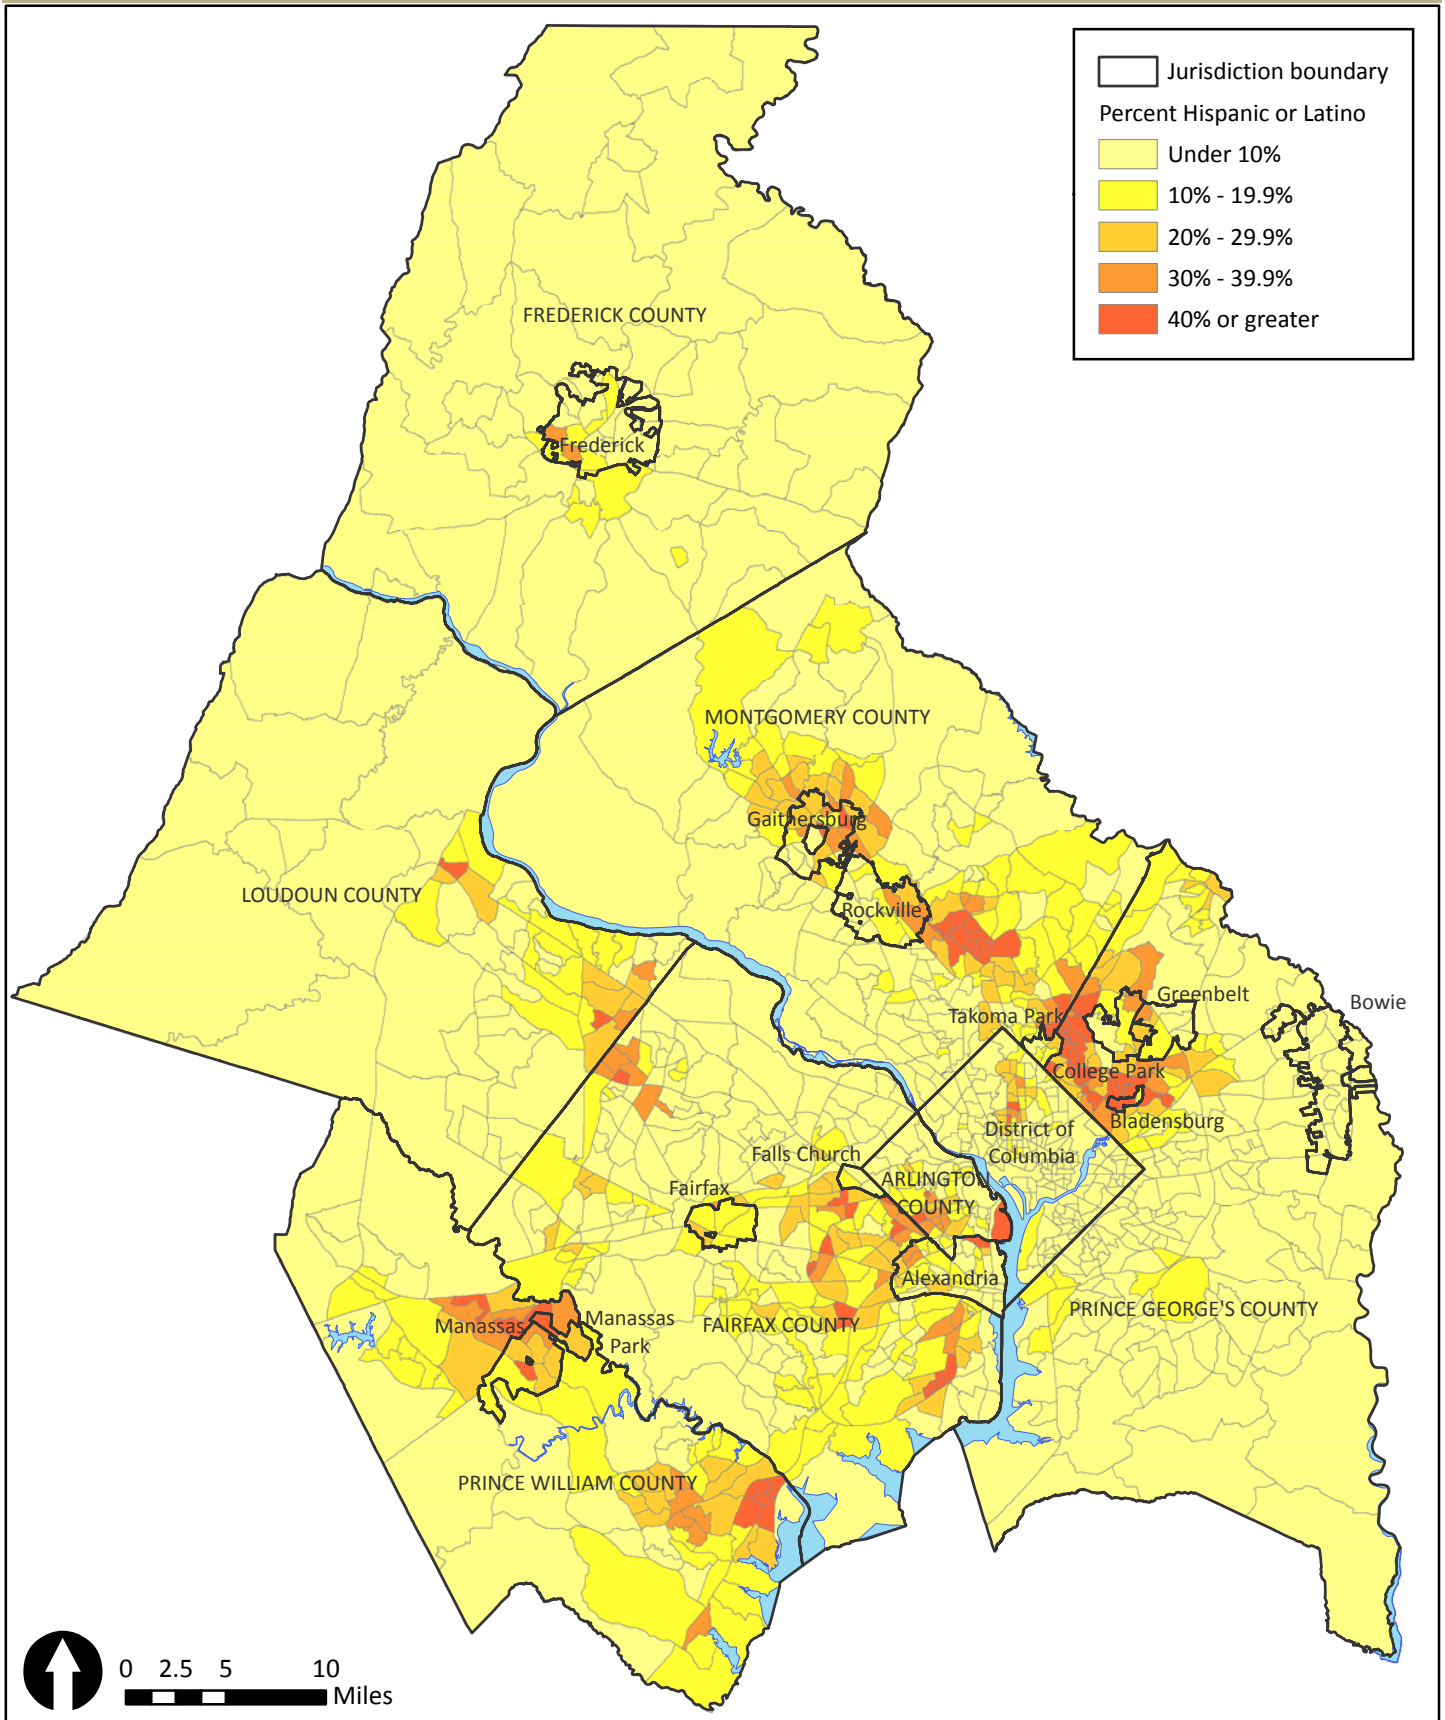 Jurisdiction boundary
Percent Hispanic or Latino
Under 10%
10% - 19.9%
20% - 29.9%
30% - 39.9%
40% or greater
FREDERICK COUNTY
Frederick
MONTGOMERY COUNTY
Gaithersburg
LOUDOUN COUNTY
Rockville
Greenbelt
Bowie
Takoma Park
College Park
Bladensburg
District of
Columbia
Falls Church
ARLINGTON
COUNTY
Fairfax
Alexandria
PRINCE GEORGE'S COUNTY
Manassas
Park
Manassas
FAIRFAX COUNTY
PRINCE WILLIAM COUNTY
0 2.5 5 10
Miles